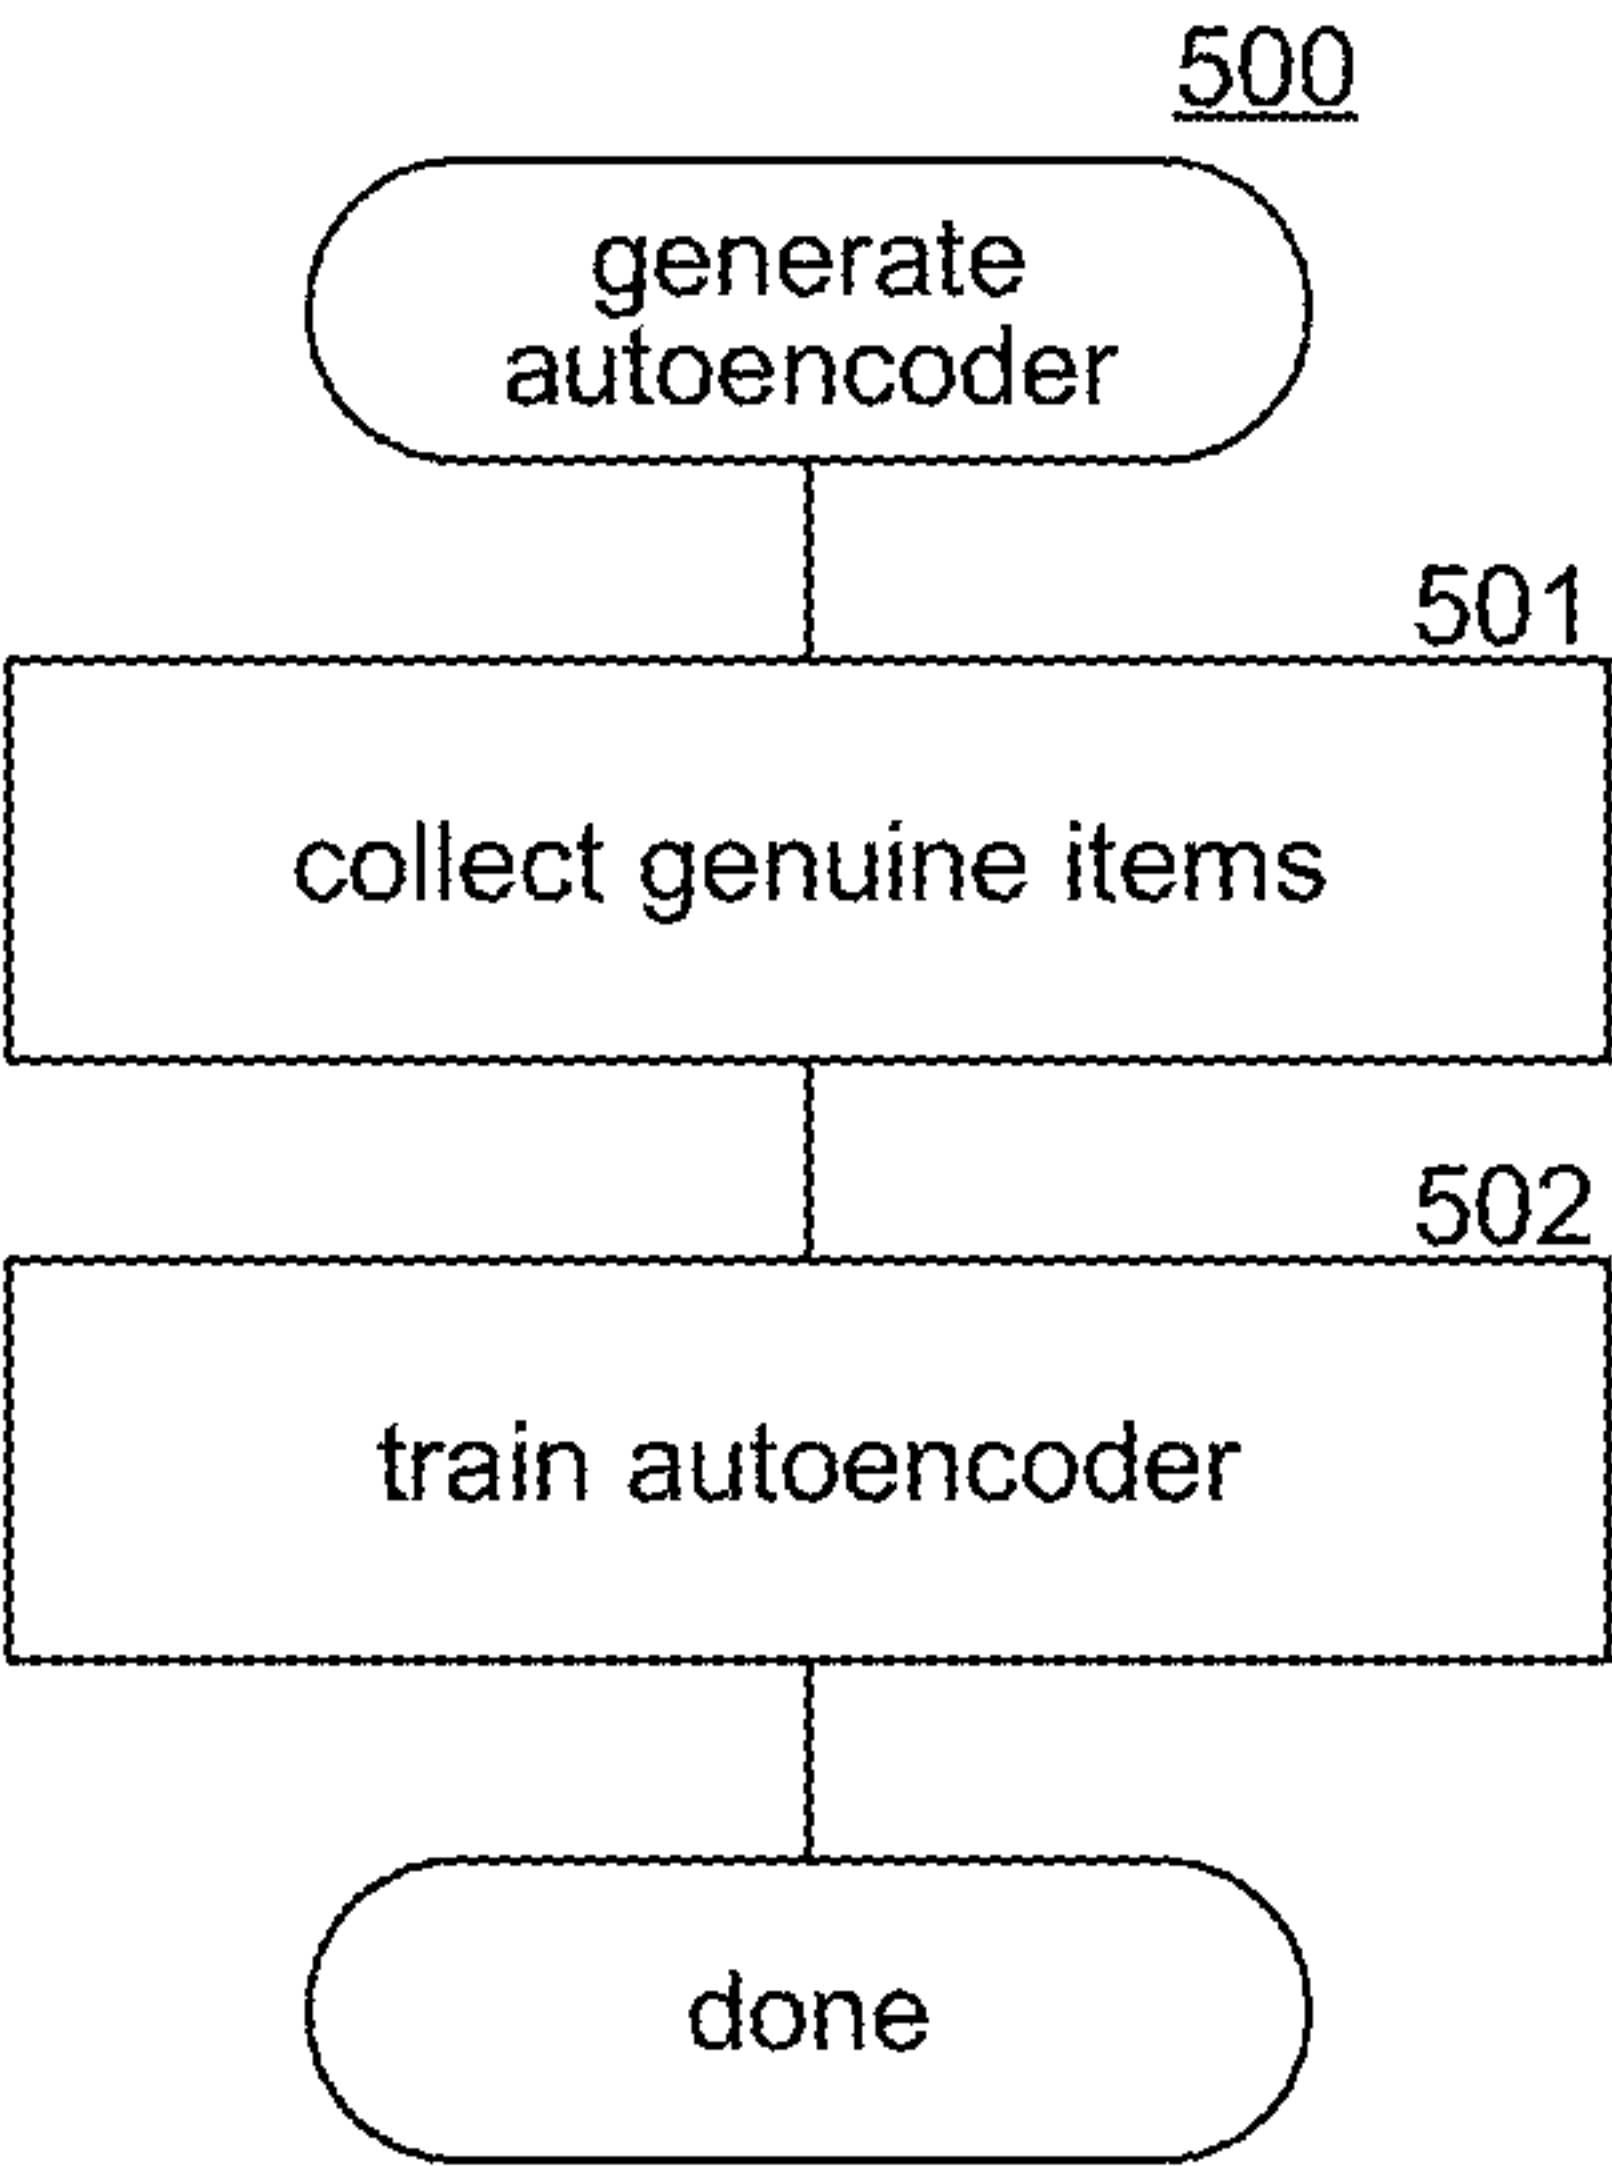 500
generate
autoencoder
501
collect genuine items
502
train autoencoder
done